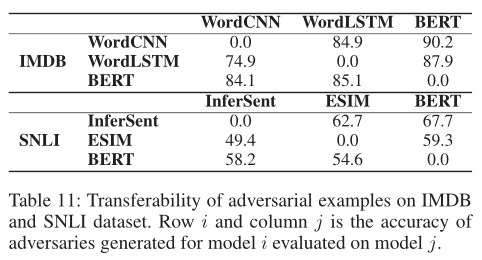 WordCNN WordLSTM BERT
WordCNN 0.0 84.9 90.2
IMDB WordLSTM 74.9 0.0 87.9
BERT 84.1 85.1 0.0
InferSent ESIM BERT
InferSent 0.0 62.7 67.7
SNLI ESIM 49.4 0.0 59.3
BERT 58.2 54.6 0.0
Table 11: Transferability of adversarial examples on IMDB
and SNLI dataset. Row i and column j is the accuracy of
adversaries generated for model i evaluated on model j.